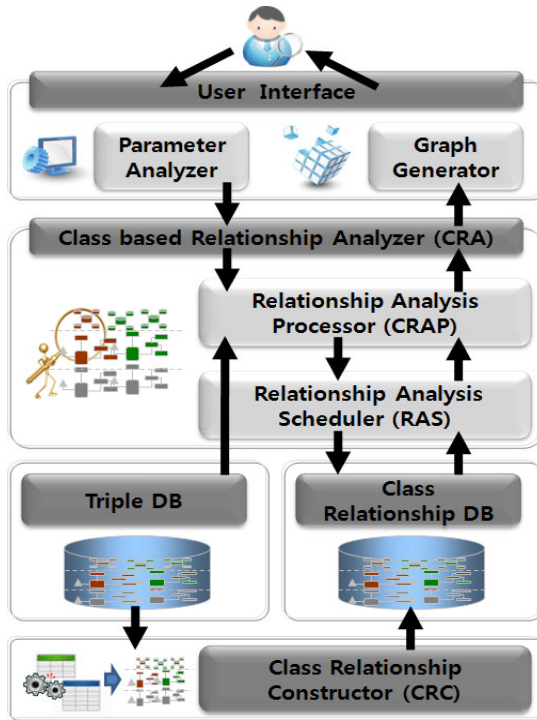 User Interface
Parameter
Analyzer
Graph
Generator
Class based Relationship Analyzer (CRA)
Relationship Analysis
Processor (CRAP)
Relationship Analysis
Scheduler (RAS)
Triple DB
Class
Relationship DB
Class Relationship
Constructor (CRC)